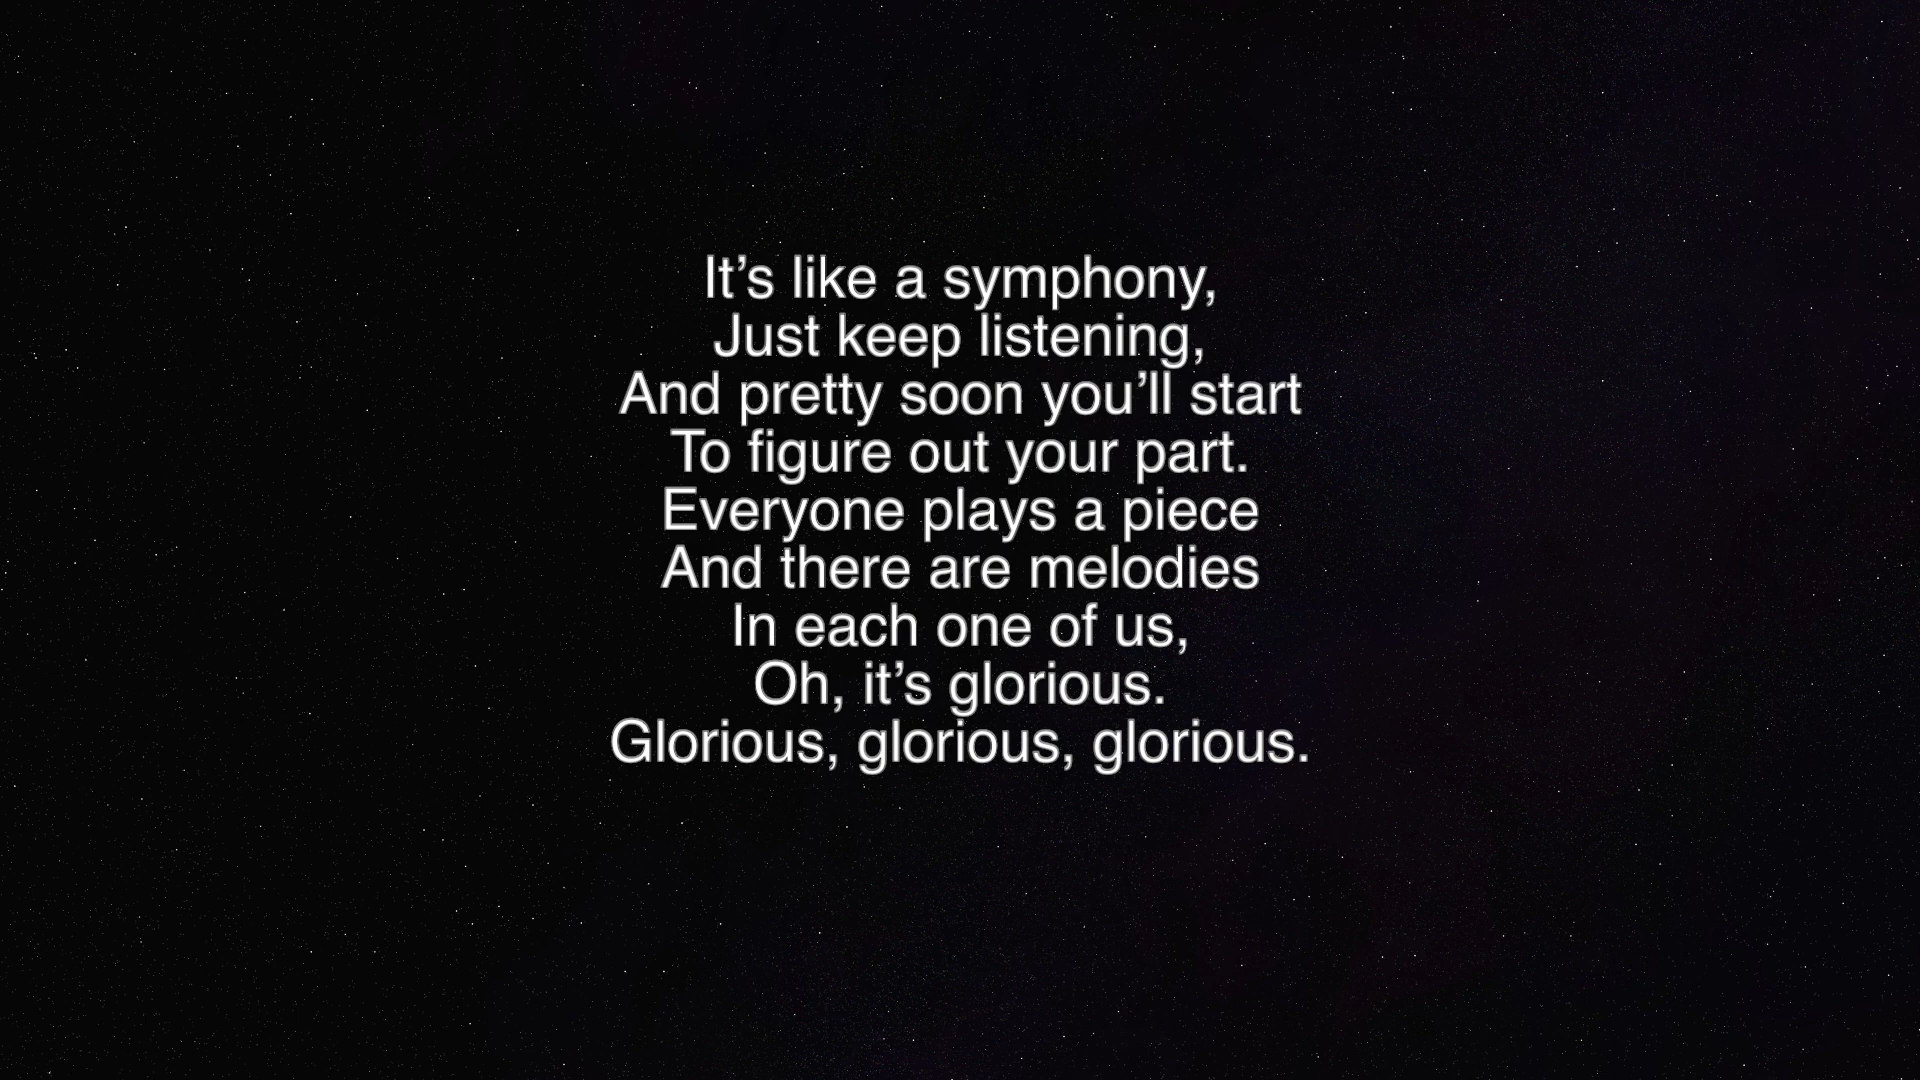 It’s like a symphony,
Just keep listening,
And pretty soon you’ll start
To figure out your part.
Everyone plays a piece
And there are melodies
In each one of us,
Oh, it’s glorious.
Glorious, glorious, glorious.